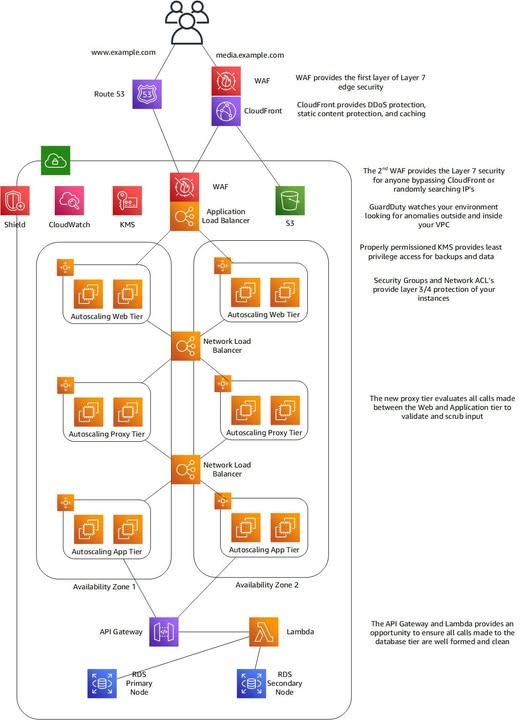 www.example.com
media.example.com
Route 53
53
WAF
CloudFront
WAF provides the first layer of Layer 7
edge security
CloudFront provides DDoS protection,
static content protection, and caching
Shield
CloudWatch
KMS
WAF
Application
Load Balancer
S3
The 2nd WAF provides the Layer 7 security
for anyone bypassing CloudFront or
randomly searching IP's
GuardDuty watches your environment
looking for anomalies outside and inside
your VPC
Properly permissioned KMS provides least
privilege access for backups and data
Security Groups and Network ACL's
provide layer 3/4 protection of your
instances
Autoscaling Web Tier
Autoscaling Web Tier
Network Load
Balancer
Autoscaling Proxy Tier
Autoscaling Proxy Tier
The new proxy tier evaluates all calls made
between the Web and Application tier to
validate and scrub input
Network Load
Balancer
Autoscaling App Tier
Autoscaling App Tier
Availability Zone 1
Availability Zone 2
API Gateway
Lambda
The API Gateway and Lambda provides an
opportunity to ensure all calls made to the
database tier are well formed and clean
RDS
Primary
Node
RDS
Secondary
Node